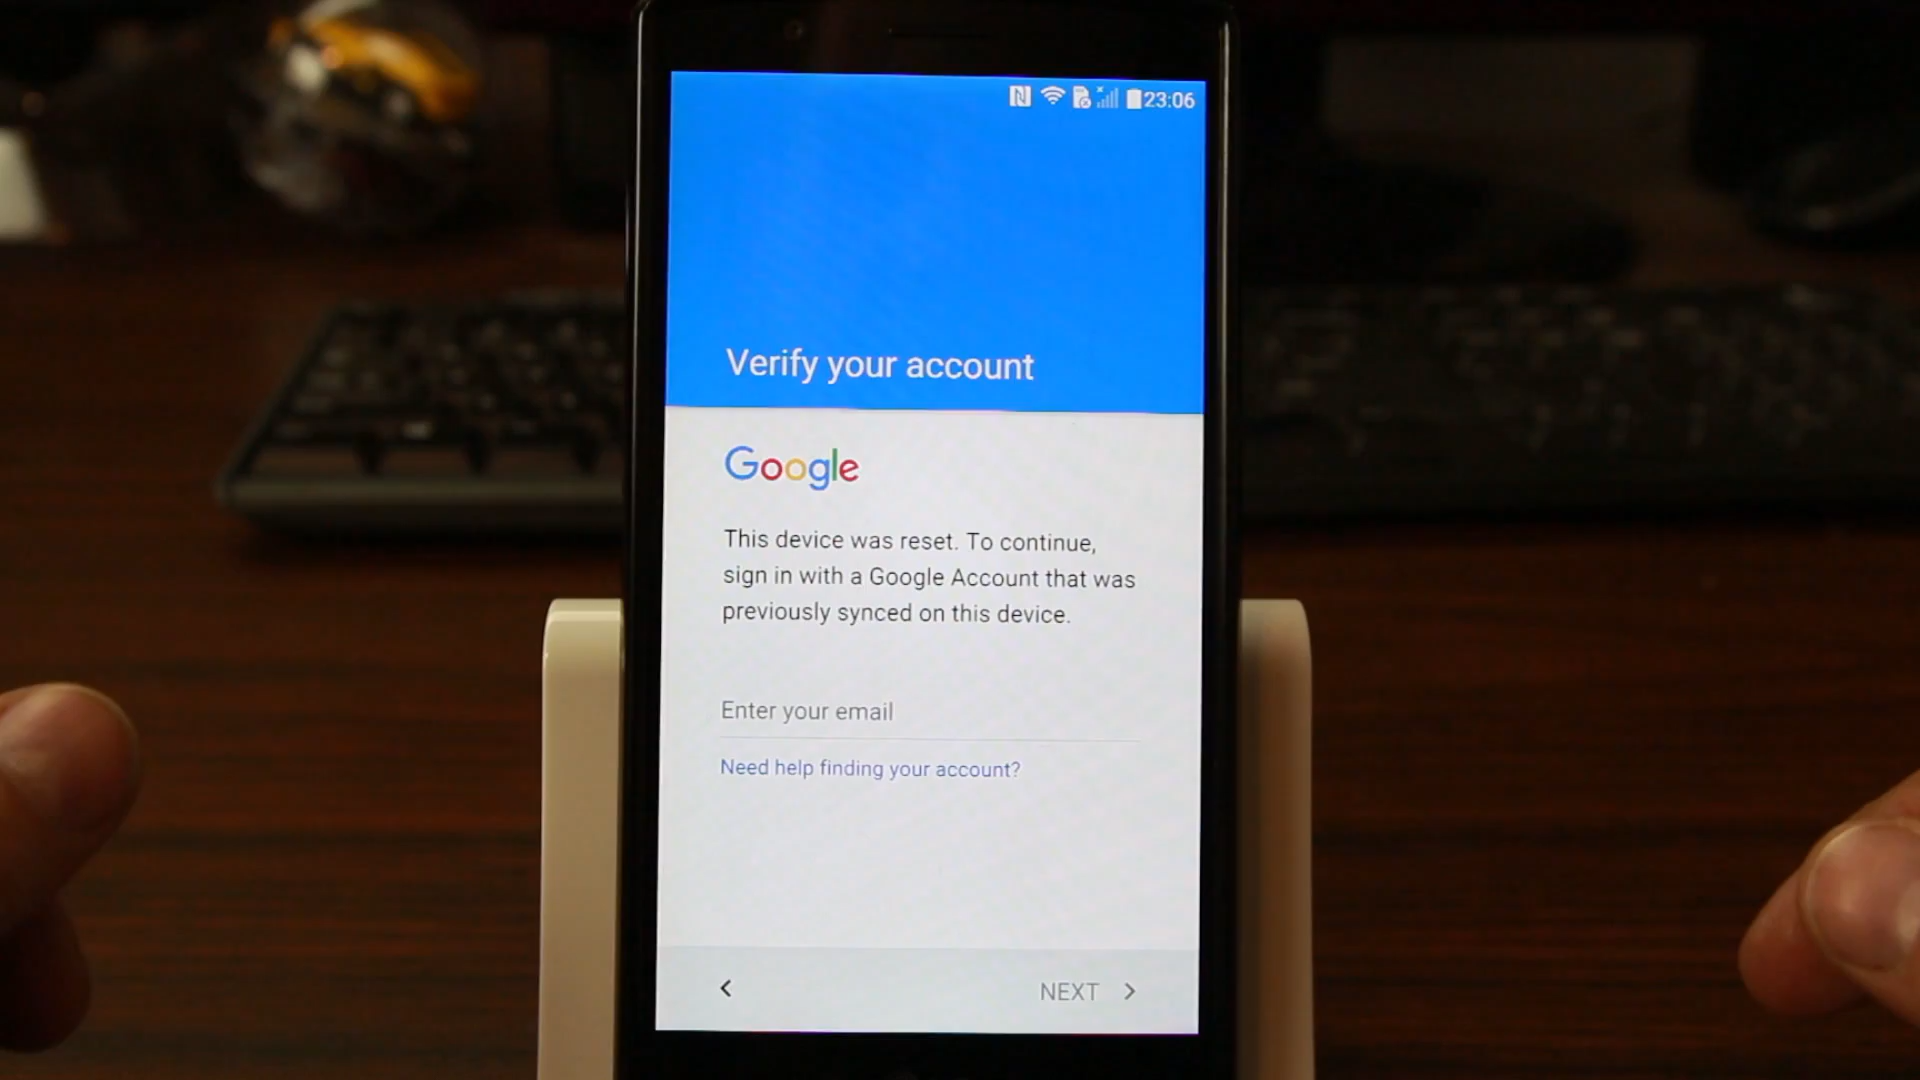 23:06
Verify your account
Google
This device was reset. To continue,
sign in with a Google Account that was
previously synced on this device.
Enter your email
Need help finding your account?
NEXT